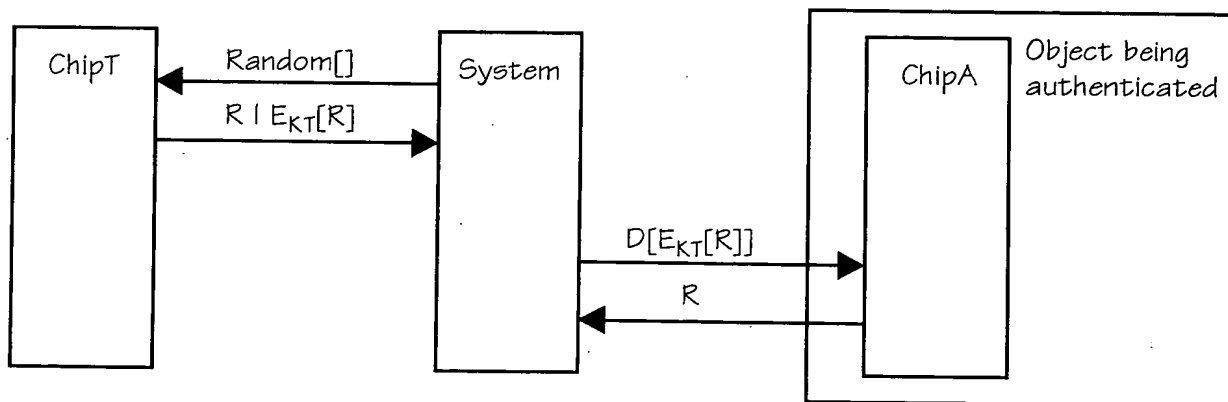 ChipT
Random[]
R | E_KT[R]
System
D[E_KT[R]]
R
ChipA
Object being
authenticated